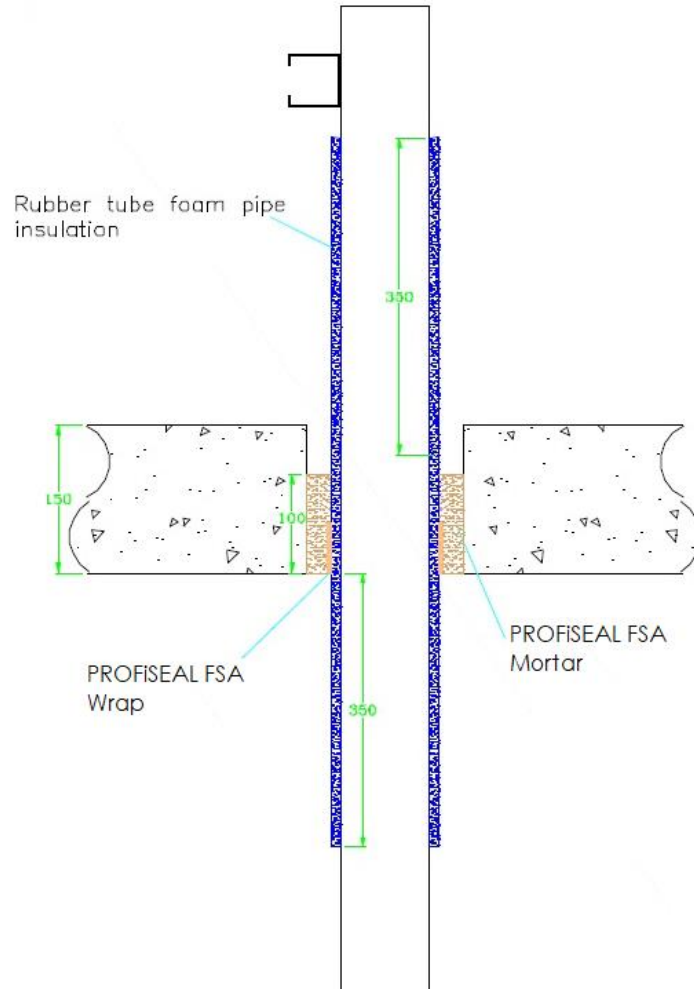 Rubber tube foam pipe
insulation
350
150
100
PROFiSEAL FSA
Mortar
PROFiSEAL FSA
Wrap
350